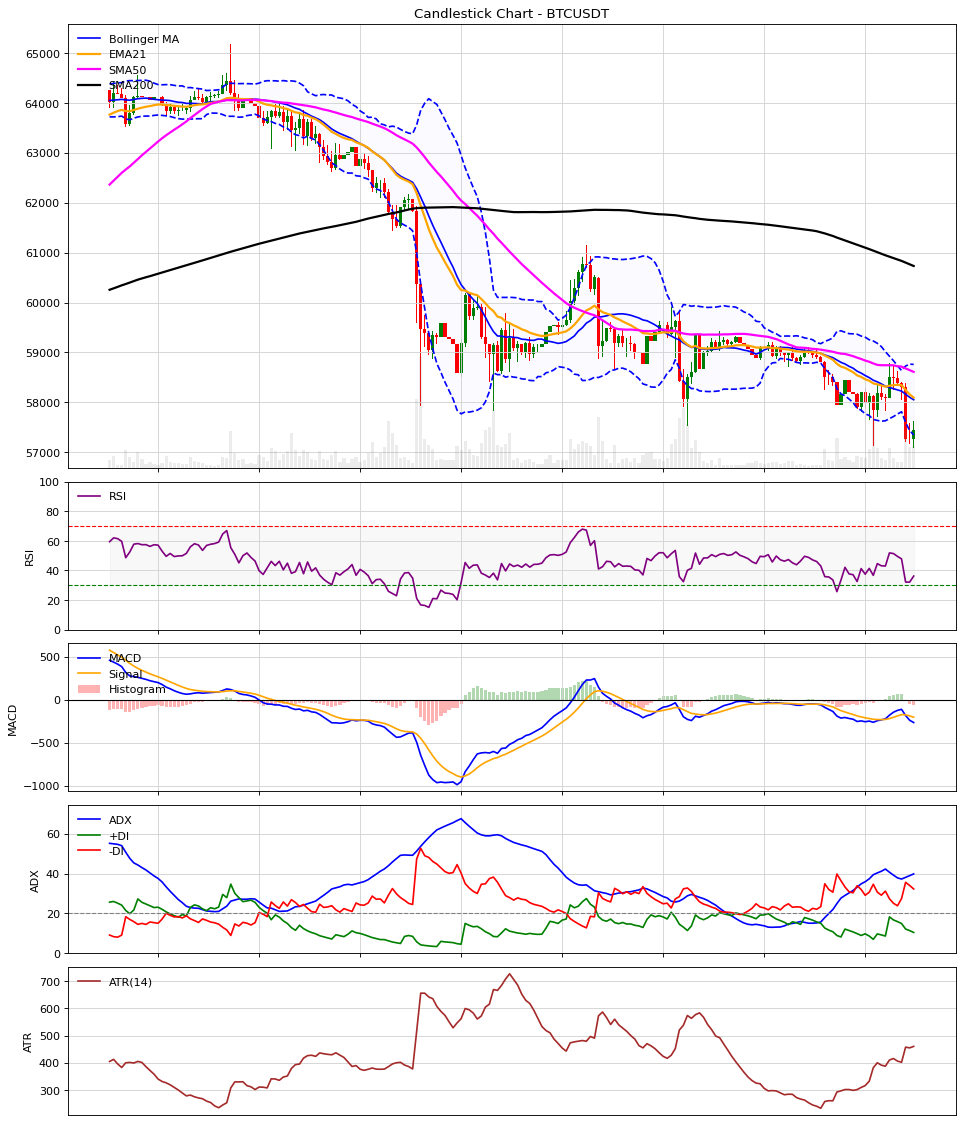 Candlestick Chart - BTCUSDT
Bollinger MA
EMA21
SMA50
SMA200
65000
64000
63000
62000
61000
60000
59000
58000
57000
RSI
100
80
60
40
20
0
RSI
MACD
Signal
Histogram
500
0
−500
−1000
MACD
ADX
+DI
-DI
60
40
20
0
ADX
ATR(14)
700
600
500
400
300
ATR